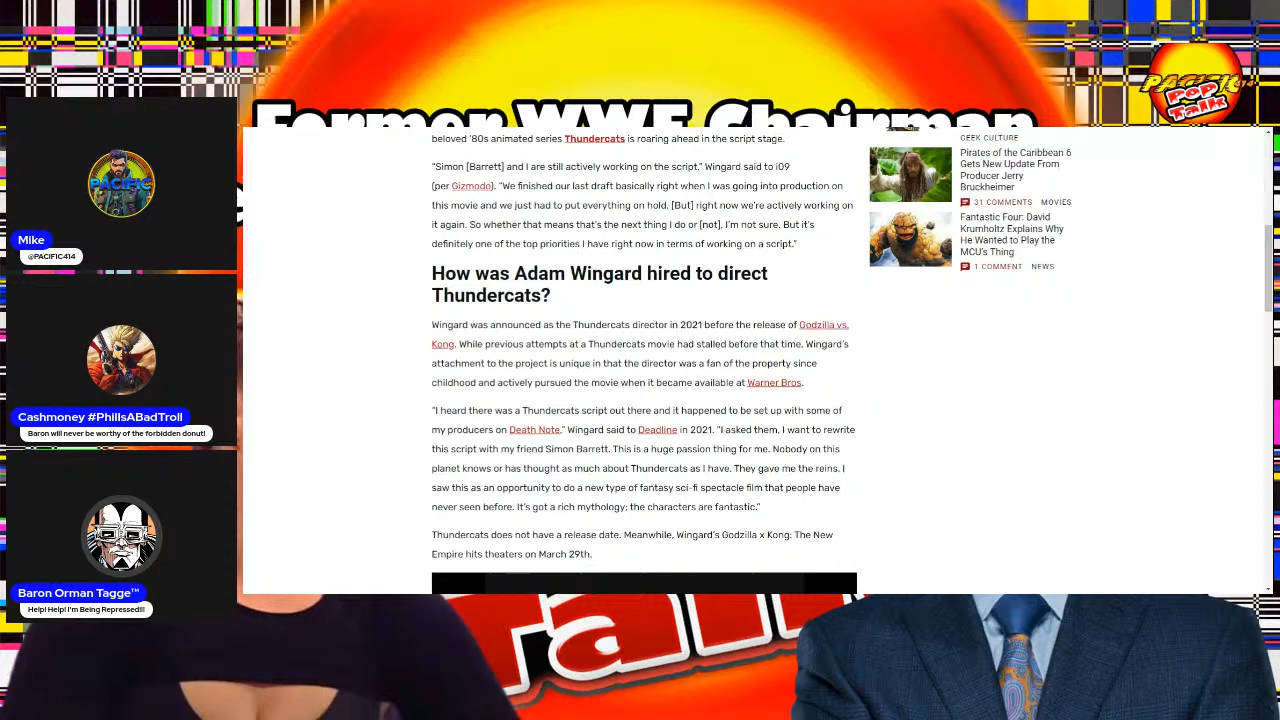 Former WWE Chairman
PACIFIC
Pop
Talk
beloved '80s animated series Thundercats is roaring ahead in the script stage.
"Simon [Barrett] and I are still actively working on the script," Wingard said to i09
(per Gizmodo). "We finished our last draft basically right when I was going into production on
this movie and we just had to put everything on hold. [But] right now we're actively working on
it again. So whether that means that's the next thing I do or [not], I'm not sure. But it's
definitely one of the top priorities I have right now in terms of working on a script."
How was Adam Wingard hired to direct
Thundercats?
Wingard was announced as the Thundercats director in 2021 before the release of Godzilla vs.
Kong. While previous attempts at a Thundercats movie had stalled before that time, Wingard's
attachment to the project is unique in that the director was a fan of the property since
childhood and actively pursued the movie when it became available at Warner Bros.
"I heard there was a Thundercats script out there and it happened to be set up with some of
my producers on Death Note," Wingard said to Deadline in 2021. "I asked them, I want to rewrite
this script with my friend Simon Barrett. This is a huge passion thing for me. Nobody on this
planet knows or has thought as much about Thundercats as I have. They gave me the reins. I
saw this as an opportunity to do a new type of fantasy sci-fi spectacle film that people have
never seen before. It's got a rich mythology; the characters are fantastic."
Thundercats does not have a release date. Meanwhile, Wingard's Godzilla x Kong: The New
Empire hits theaters on March 29th.
GEEK CULTURE
Pirates of the Caribbean 6
Gets New Update From
Producer Jerry
Bruckheimer
31 COMMENTS MOVIES
Fantastic Four: David
Krumholtz Explains Why
He Wanted to Play the
MCU's Thing
1 COMMENT NEWS
PACIFIC
Mike
@PACIFIC414
Cashmoney #PhilIsABadTroll
Baron will never be worthy of the forbidden donut!
Baron Orman Tagge™
Help! Help! I'm Being Repressed!!!
Talk